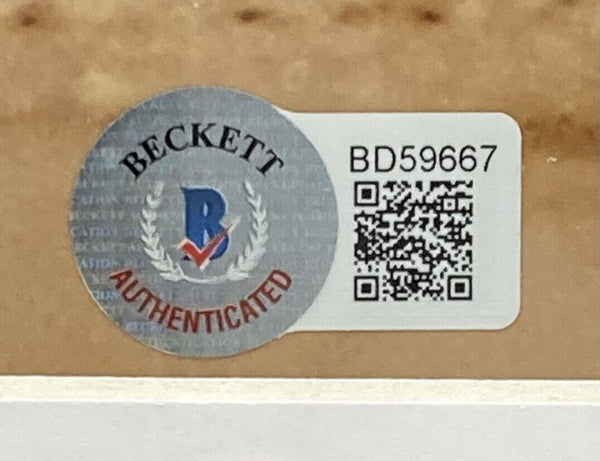 BECKETT
B
AUTHENTICATED
BD59667